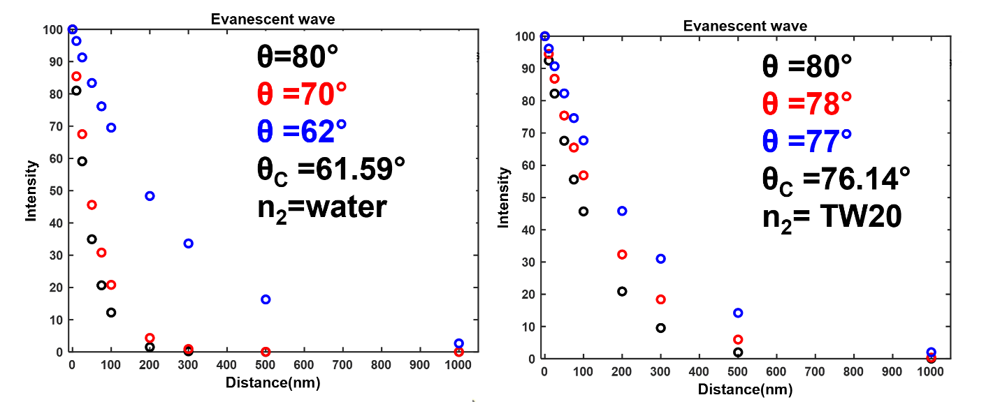 Evanescent wave
100
90
80
70
60
50
40
30
20
10
0
Intensity
θ=80°
θ =70°
θ =62°
θC =61.59°
n2=water
0 100 200 300 400 500 600 700 800 900 1000
Distance(nm)
Evanescent wave
100
90
80
70
60
50
40
30
20
10
0
Intensity
θ =80°
θ =78°
θ =77°
θC =76.14°
n2= TW20
0 100 200 300 400 500 600 700 800 900 1000
Distance(nm)